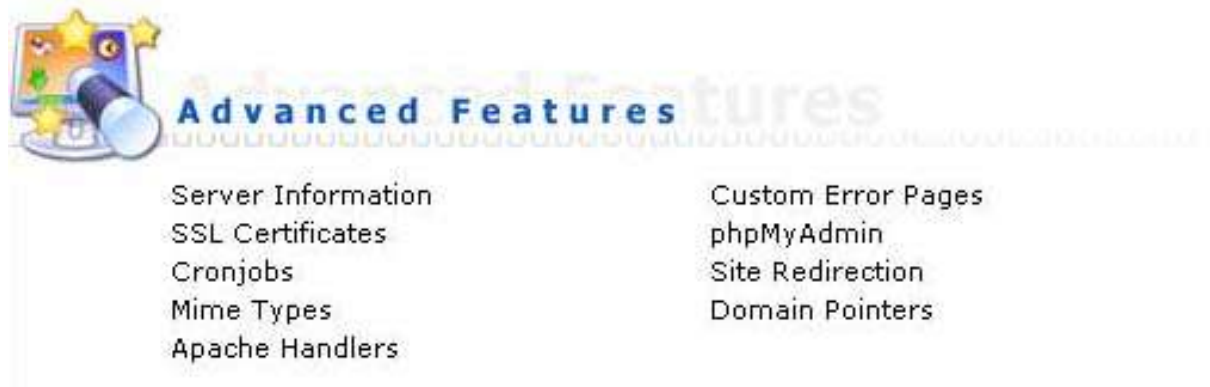 Advanced Features
Server Information
SSL Certificates
Cronjobs
Mime Types
Apache Handlers
Custom Error Pages
phpMyAdmin
Site Redirection
Domain Pointers